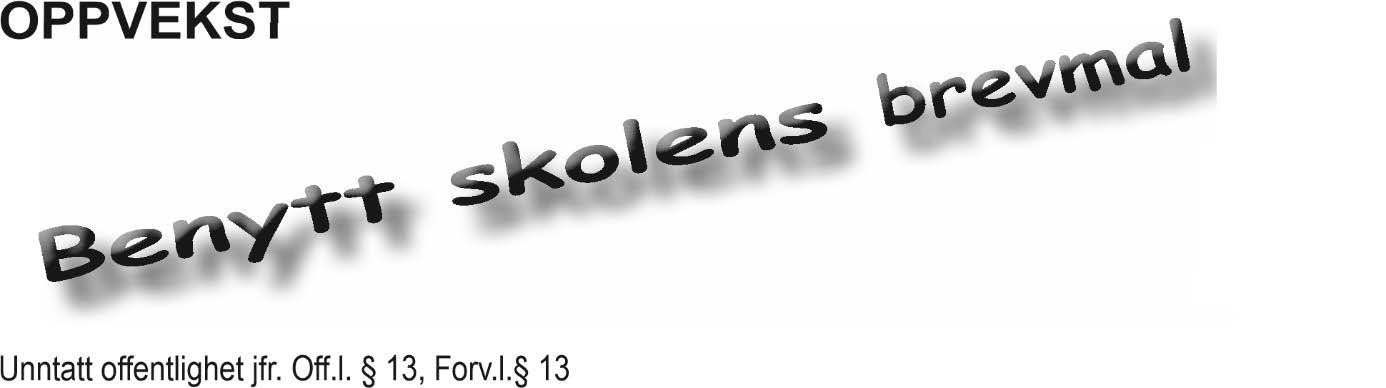 OPPVEKST
Benytt skolens brevmal
Unntatt offentlighet jfr. Off.l. § 13, Forv.l.§ 13